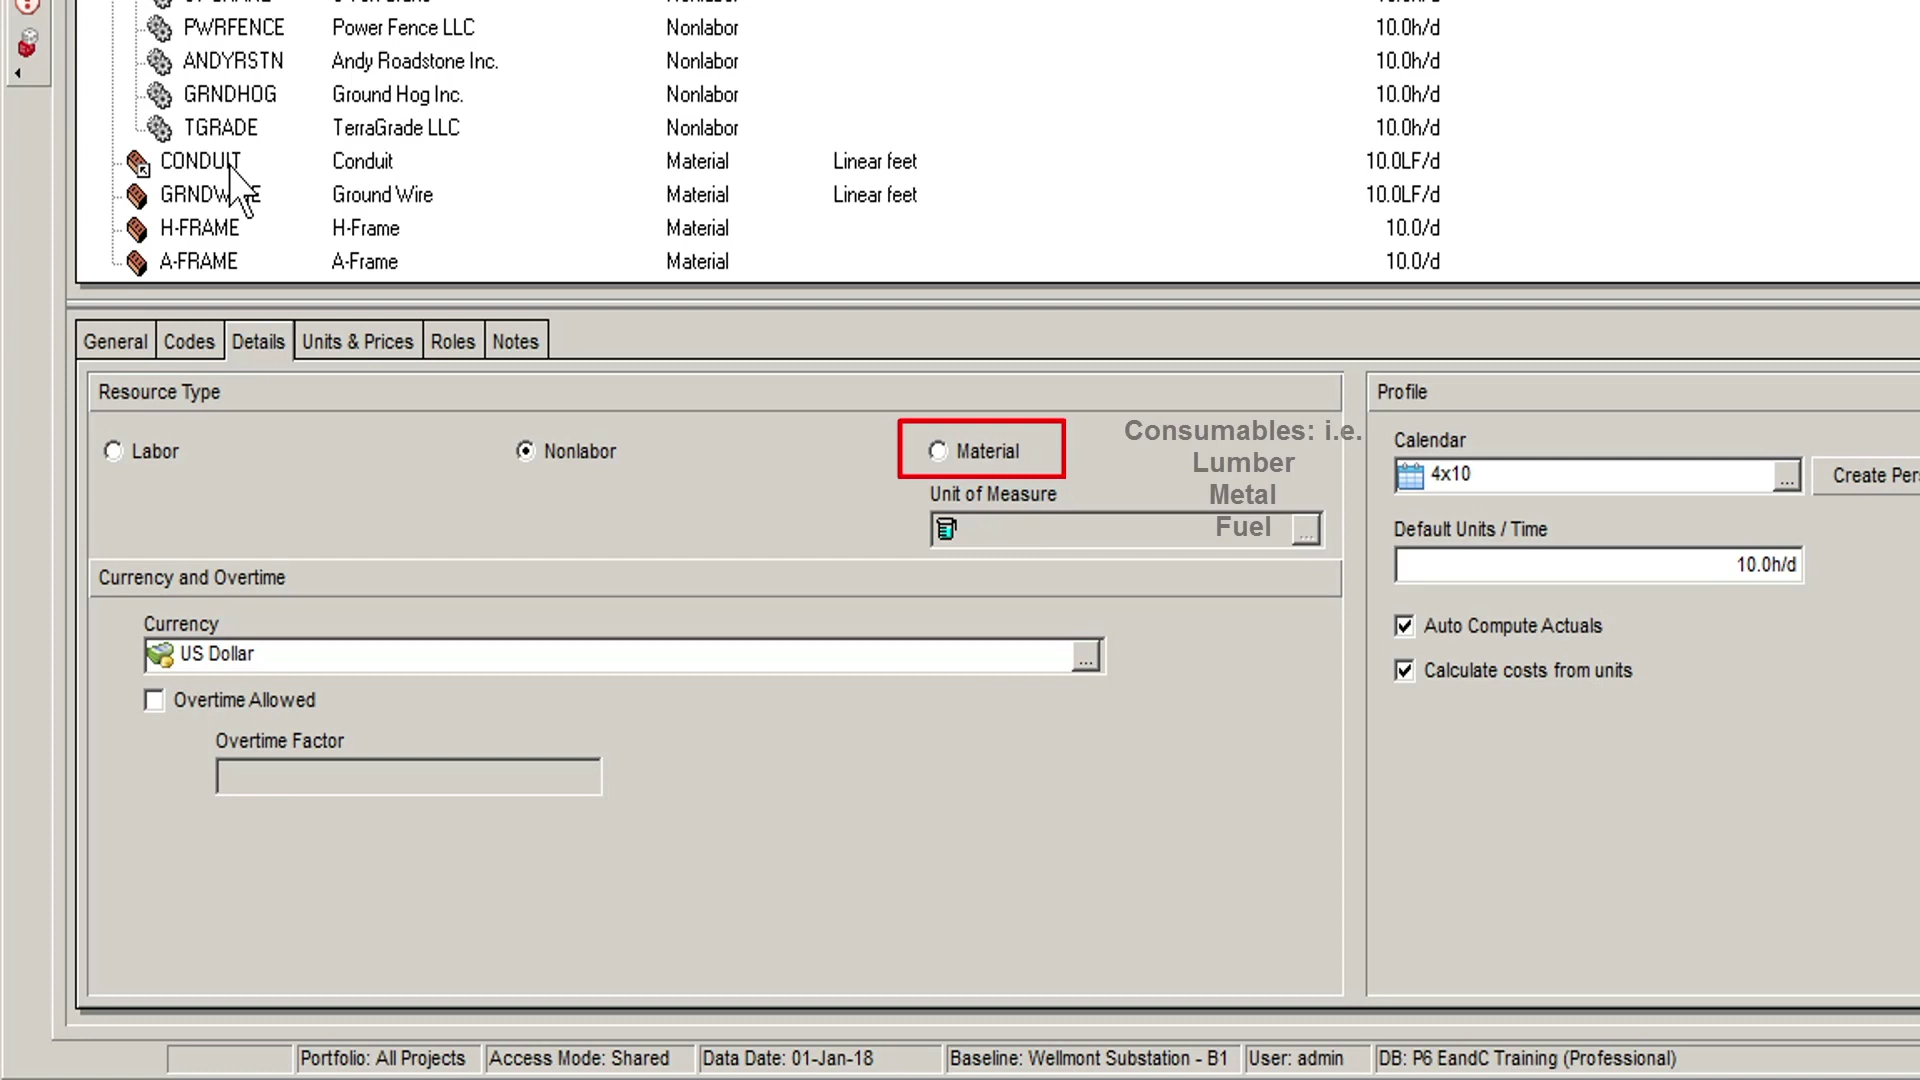 PWRFENCE Power Fence LLC Nonlabor 10.0h/d
ANDYRSTN Andy Roadstone Inc. Nonlabor 10.0h/d
GRNDHOG Ground Hog Inc. Nonlabor 10.0h/d
TGRADE TerraGrade LLC Nonlabor 10.0h/d
CONDUIT Conduit Material Linear feet 10.0LF/d
Ground Wire Material Linear feet 10.0LF/d
H-FRAME H-Frame Material 10.0/d
A-FRAME A-Frame Material 10.0/d
General Codes Details Units & Prices Roles Notes
Resource Type
Labor Nonlabor Material
Unit of Measure
Consumables: i.e.
Lumber
Metal
Fuel
...
Currency and Overtime
Currency
US Dollar ...
Overtime Allowed
Overtime Factor
Profile
Calendar
4x10 ... Create Pers
Default Units / Time
10.0h/d
Auto Compute Actuals
Calculate costs from units
Portfolio: All Projects Access Mode: Shared Data Date: 01-Jan-18 Baseline: Wellmont Substation - B1 User: admin DB: P6 EandC Training (Professional)